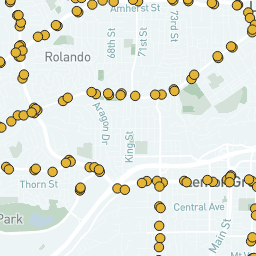 Amherst St
73rd St
71st St
68th St
Rolando
Aragon Dr
King St
Thorn St
Central Ave
Main St
Park